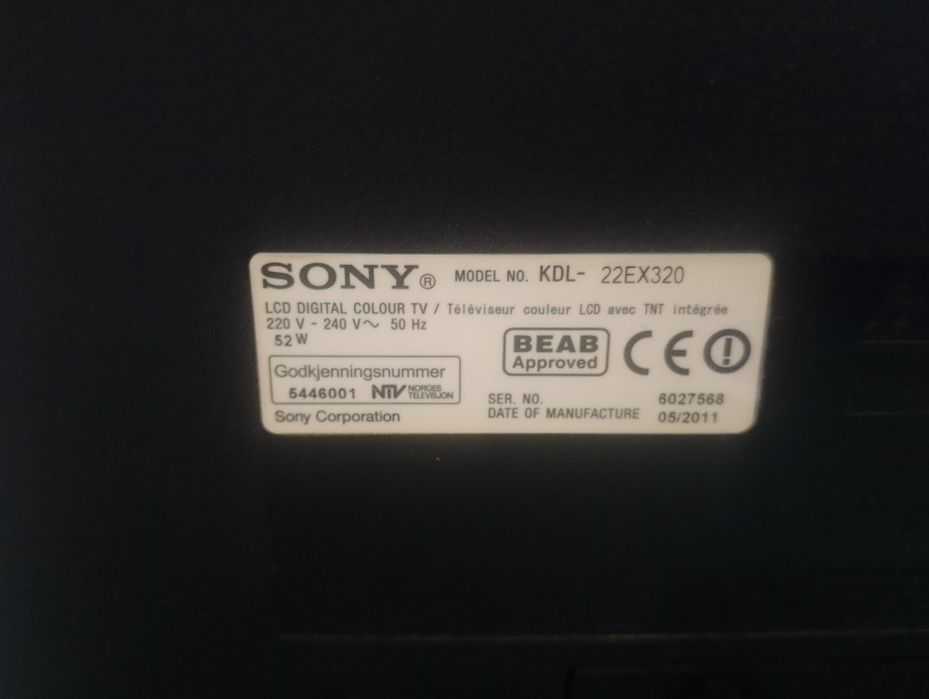 SONY® MODEL NO. KDL- 22EX320
LCD DIGITAL COLOUR TV / Téléviseur couleur LCD avec TNT intégrée
220 V - 240 V~ 50 Hz
52 W
BEAB
Approved
CE
Godkjenningsnummer
5446001 NTV NORGES TELEVISJON
Sony Corporation
SER. NO. 6027568
DATE OF MANUFACTURE 05/2011